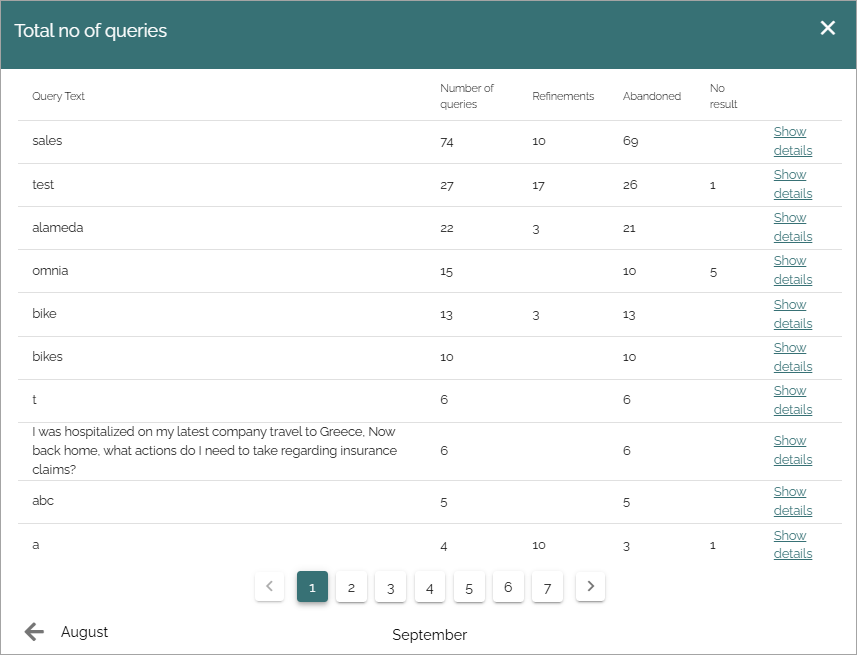 Total no of queries
Query Text Number of queries Refinements Abandoned No result
sales 74 10 69 Show details
test 27 17 26 1 Show details
alameda 22 3 21 Show details
omnia 15 10 5 Show details
bike 13 3 13 Show details
bikes 10 10 Show details
t 6 6 Show details
I was hospitalized on my latest company travel to Greece, Now
back home, what actions do I need to take regarding insurance
claims? 6 6 Show details
abc 5 5 Show details
a 4 10 3 1 Show details
1 2 3 4 5 6 7
August September